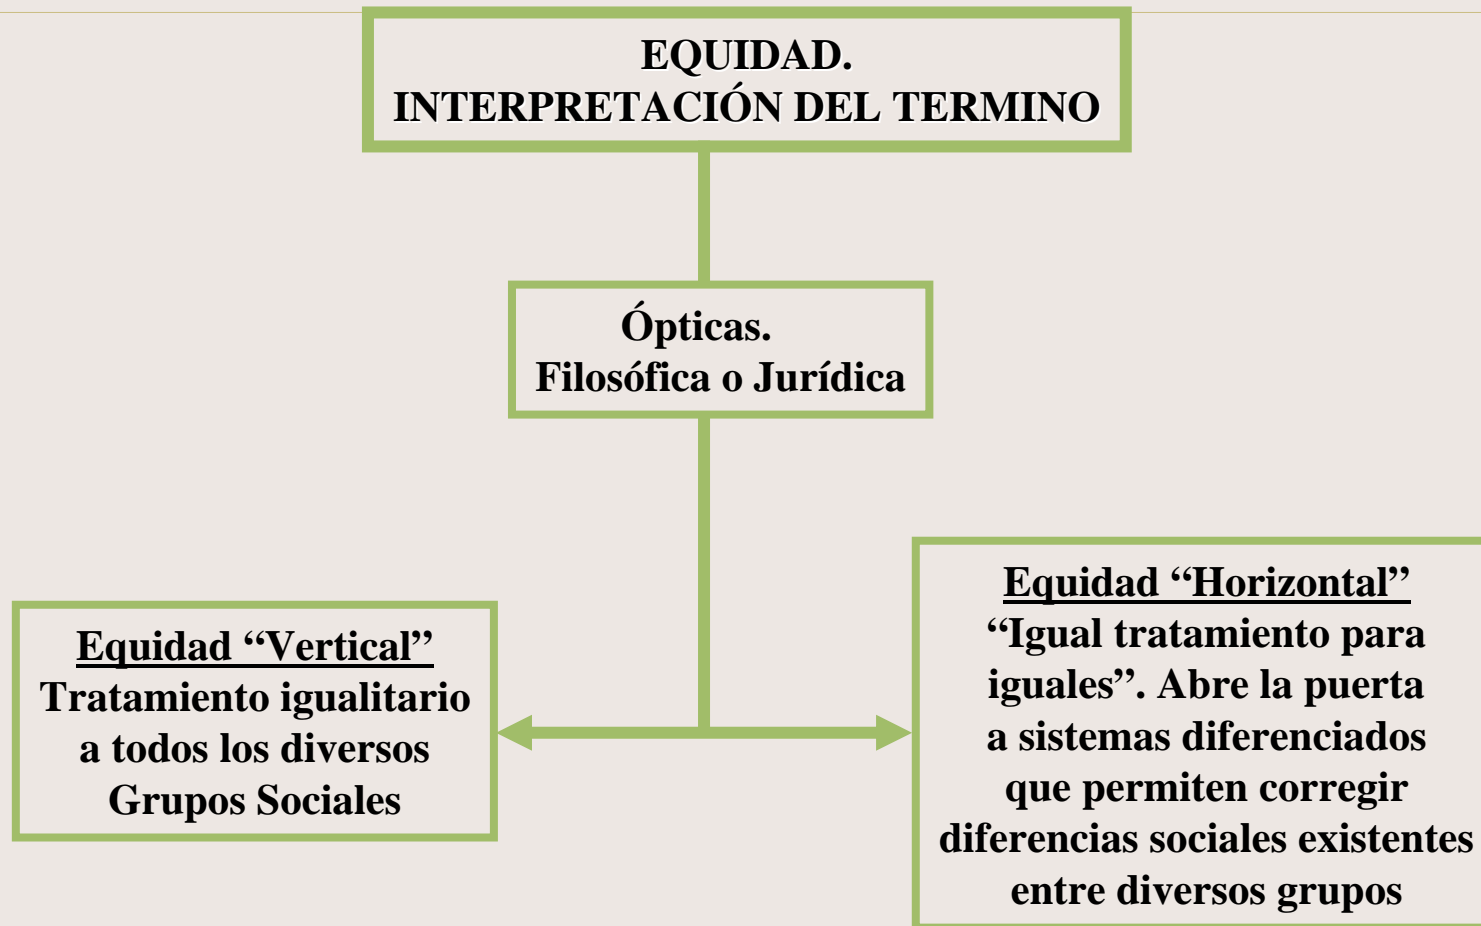 EQUIDAD.
INTERPRETACIÓN DEL TERMINO
Ópticas.
Filosófica o Jurídica
Equidad “Vertical”
Tratamiento igualitario
a todos los diversos
Grupos Sociales
Equidad “Horizontal”
“Igual tratamiento para
iguales”. Abre la puerta
a sistemas diferenciados
que permiten corregir
diferencias sociales existentes
entre diversos grupos